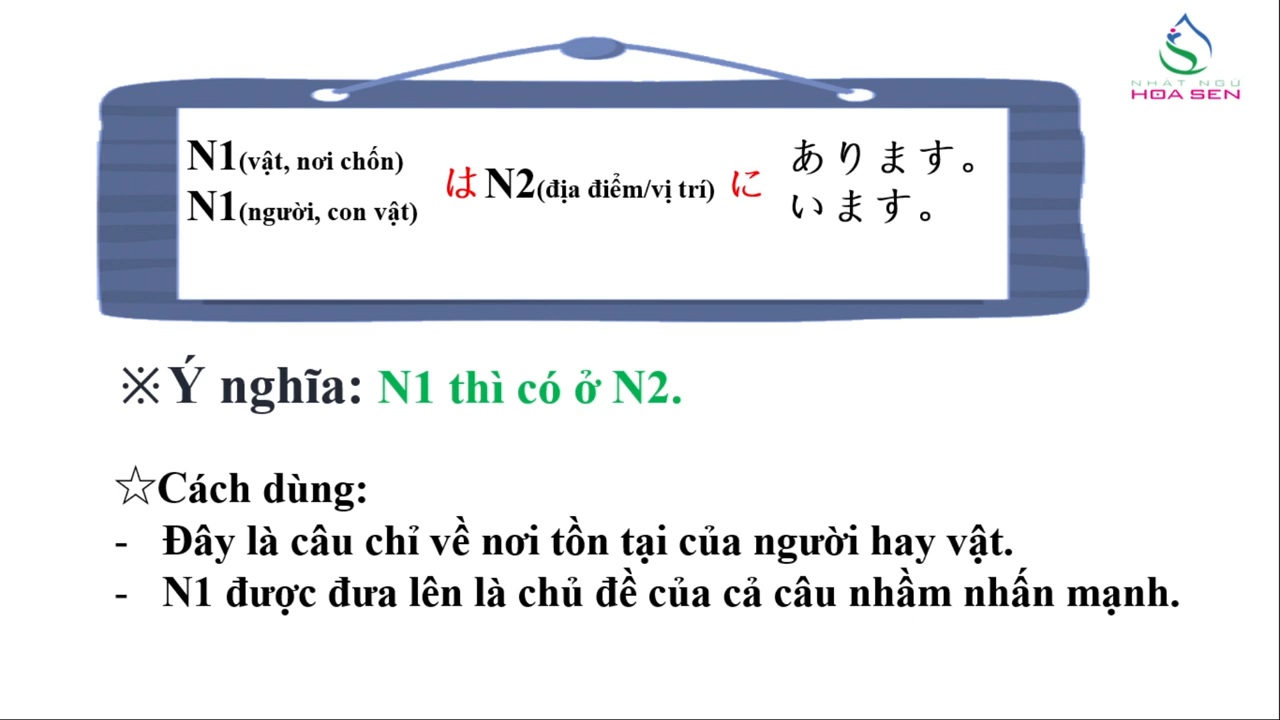 NHẬT NGỮ
HOA SEN
N1(vật, nơi chốn)
N1(người, con vật)
は N2(địa điểm/vị trí) に
あります。
います。
※Ý nghĩa: N1 thì có ở N2.
☆Cách dùng:
- Đây là câu chỉ về nơi tồn tại của người hay vật.
- N1 được đưa lên là chủ đề của cả câu nhầm nhấn mạnh.